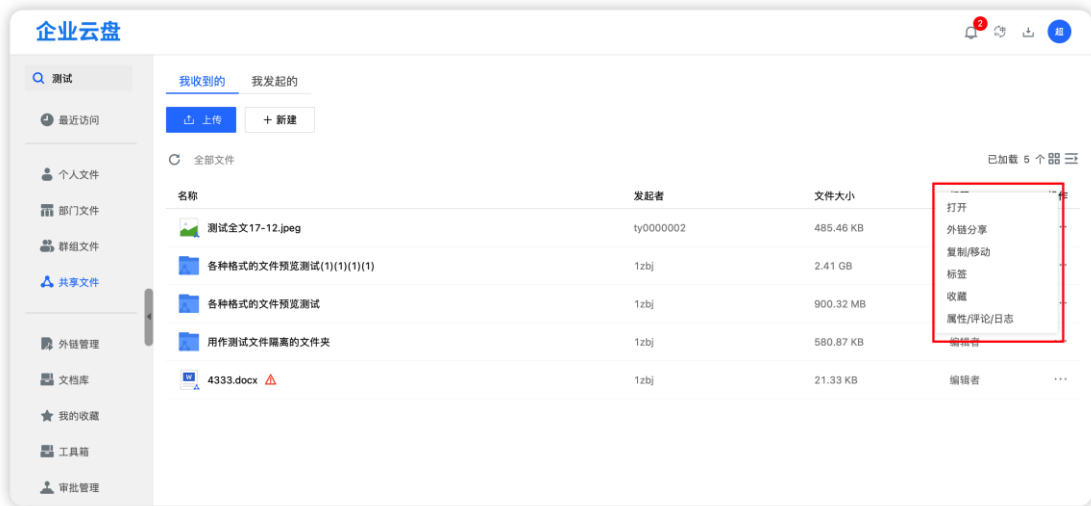 企业云盘
2
超
测试
最近访问
个人文件
部门文件
群组文件
共享文件
外链管理
文档库
我的收藏
工具箱
审批管理
我收到的 我发起的
上传 新建
全部文件 已加载 5 个
名称 发起者 文件大小
测试全文17-12.jpeg ty0000002 485.46 KB
各种格式的文件预览测试(1)(1)(1)(1) 1zbj 2.41 GB
各种格式的文件预览测试 1zbj 900.32 MB
用作测试文件隔离的文件夹 1zbj 580.87 KB 编辑者
W 4333.docx 1zbj 21.33 KB 编辑者 ···
打开
外链分享
复制/移动
标签
收藏
属性/评论/日志